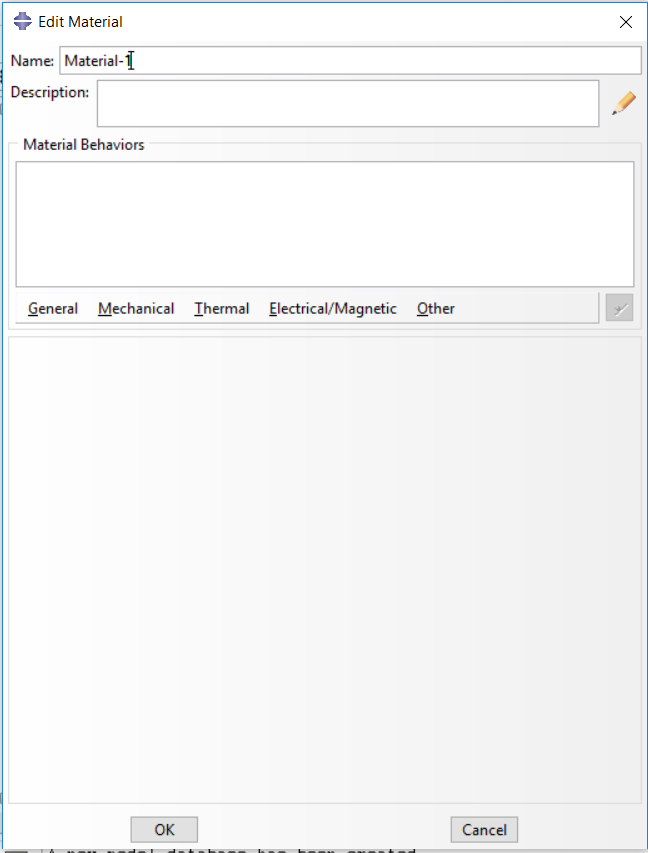 Edit Material
Name: Material-1
Description:
Material Behaviors
General Mechanical Thermal Electrical/Magnetic Other
OK Cancel